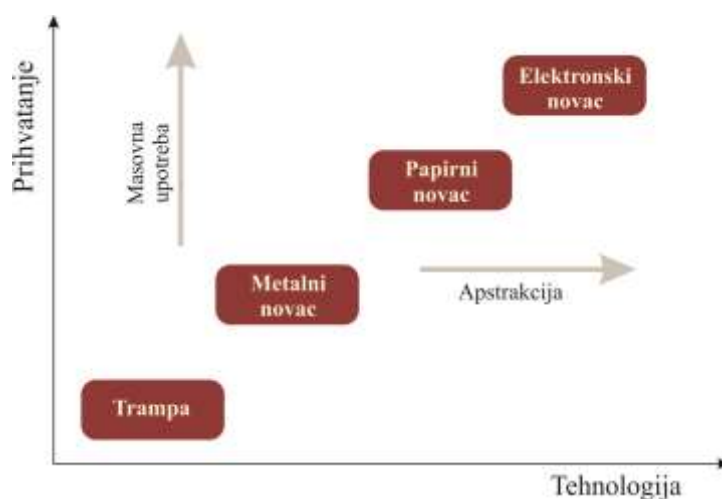 Prihvatanje
Masovna
upotreba
Elektronski
novac
Papirni
novac
Metalni
novac
Apstrakcija
Trampa
Tehnologija